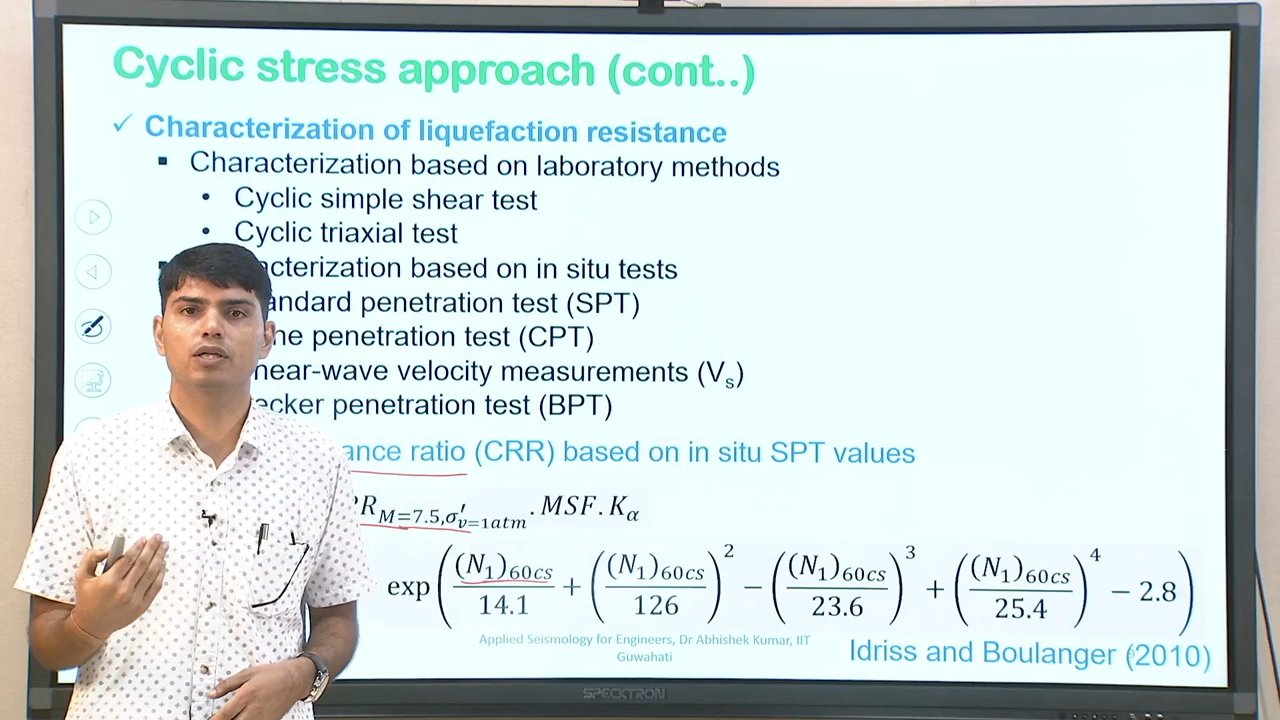 Cyclic stress approach (cont..)
✓ Characterization of liquefaction resistance
▪ Characterization based on laboratory methods
• Cyclic simple shear test
• Cyclic triaxial test
acterization based on in situ tests
andard penetration test (SPT)
ne penetration test (CPT)
hear-wave velocity measurements (Vₛ)
ecker penetration test (BPT)
ance ratio (CRR) based on in situ SPT values
R_{M=7.5,σ'_{v}=1atm} . MSF. K_α
exp ( (N₁)₆₀cs / 14.1 + ( (N₁)₆₀cs / 126 )² − ( (N₁)₆₀cs / 23.6 )³ + ( (N₁)₆₀cs / 25.4 )⁴ − 2.8 )
Applied Seismology for Engineers, Dr Abhishek Kumar, IIT
Guwahati
Idriss and Boulanger (2010)
SPECKTRON